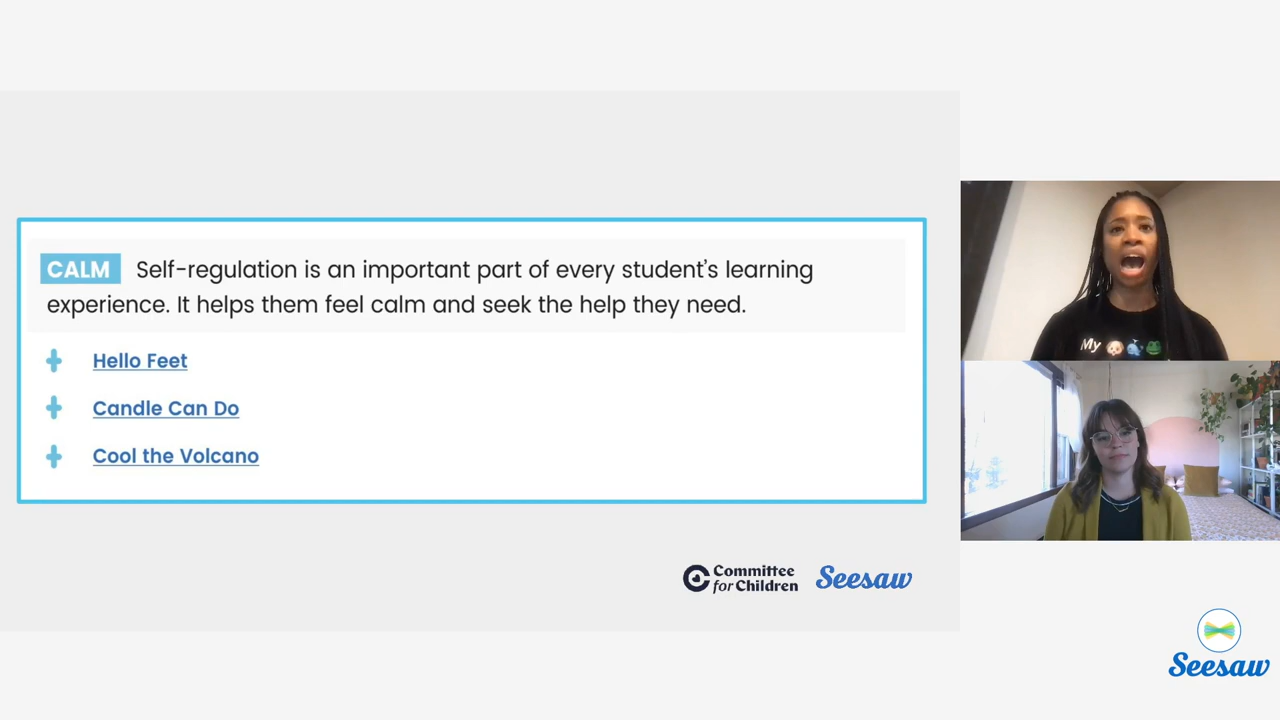 CALM Self-regulation is an important part of every student’s learning
experience. It helps them feel calm and seek the help they need.
Hello Feet
Candle Can Do
Cool the Volcano
Committee
for Children
Seesaw
My
Seesaw